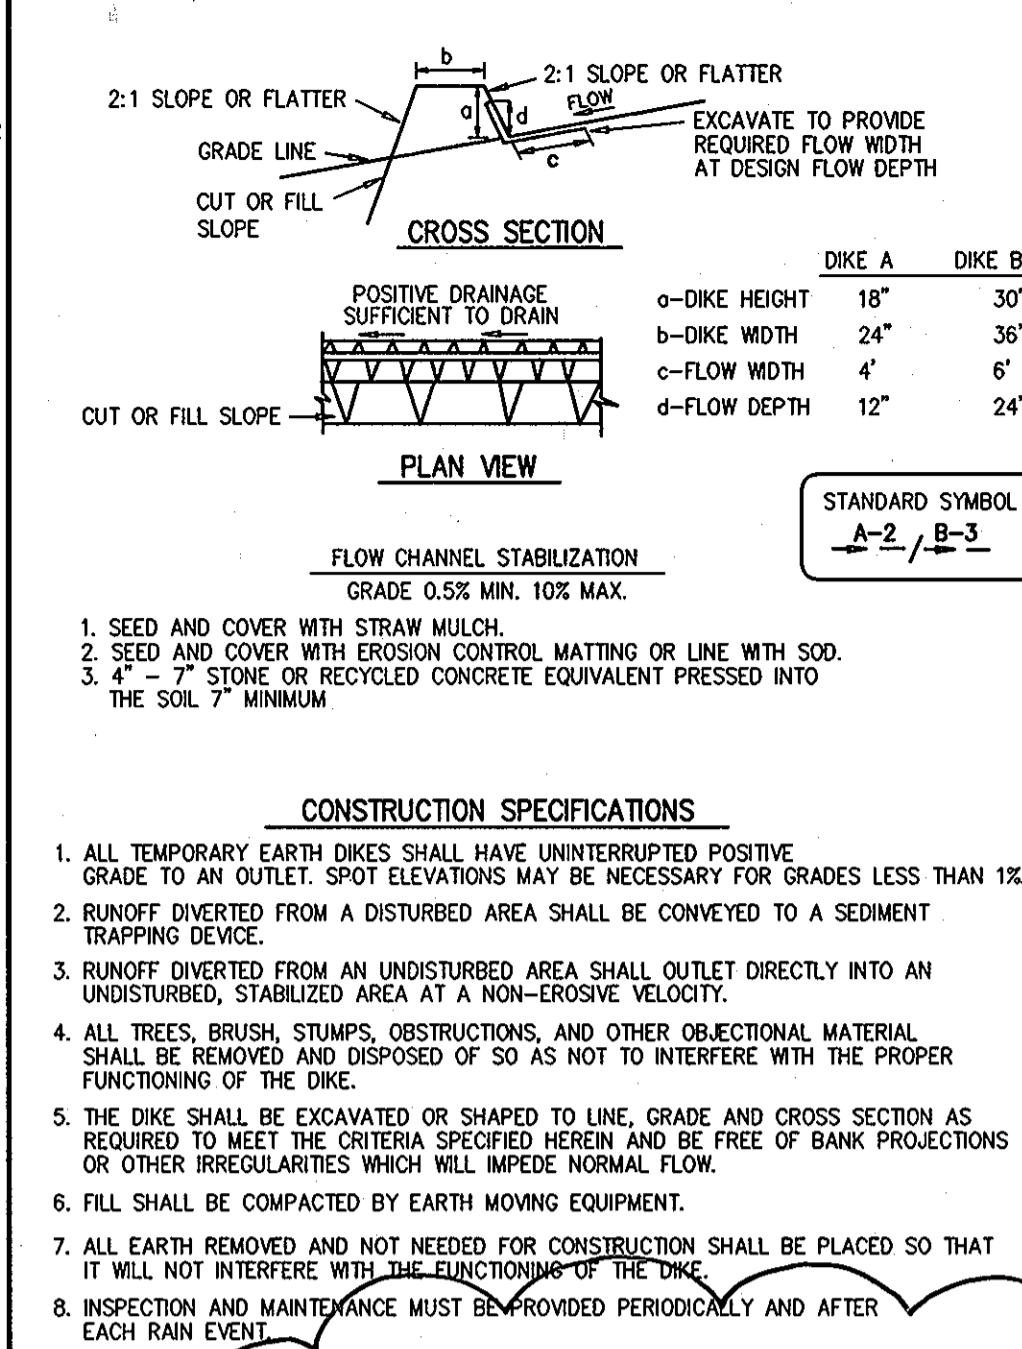 b
2:1 SLOPE OR FLATTER
2:1 SLOPE OR FLATTER
a
d
FLOW
EXCAVATE TO PROVIDE
REQUIRED FLOW WIDTH
AT DESIGN FLOW DEPTH
GRADE LINE
c
CUT OR FILL
SLOPE
CROSS SECTION
DIKE A DIKE B
a-DIKE HEIGHT 18" 30"
b-DIKE WIDTH 24" 36"
c-FLOW WIDTH 4' 6'
d-FLOW DEPTH 12" 24"
POSITIVE DRAINAGE
SUFFICIENT TO DRAIN
CUT OR FILL SLOPE
PLAN VIEW
STANDARD SYMBOL
A-2 / B-3
FLOW CHANNEL STABILIZATION
GRADE 0.5% MIN. 10% MAX.
1. SEED AND COVER WITH STRAW MULCH.
2. SEED AND COVER WITH EROSION CONTROL MATTING OR LINE WITH SOD.
3. 4" - 7" STONE OR RECYCLED CONCRETE EQUIVALENT PRESSED INTO
THE SOIL 7" MINIMUM
CONSTRUCTION SPECIFICATIONS
1. ALL TEMPORARY EARTH DIKES SHALL HAVE UNINTERRUPTED POSITIVE
GRADE TO AN OUTLET. SPOT ELEVATIONS MAY BE NECESSARY FOR GRADES LESS THAN 1%
2. RUNOFF DIVERTED FROM A DISTURBED AREA SHALL BE CONVEYED TO A SEDIMENT
TRAPPING DEVICE.
3. RUNOFF DIVERTED FROM AN UNDISTURBED AREA SHALL OUTLET DIRECTLY INTO AN
UNDISTURBED, STABILIZED AREA AT A NON-EROSIVE VELOCITY.
4. ALL TREES, BRUSH, STUMPS, OBSTRUCTIONS, AND OTHER OBJECTIONAL MATERIAL
SHALL BE REMOVED AND DISPOSED OF SO AS NOT TO INTERFERE WITH THE PROPER
FUNCTIONING OF THE DIKE.
5. THE DIKE SHALL BE EXCAVATED OR SHAPED TO LINE, GRADE AND CROSS SECTION AS
REQUIRED TO MEET THE CRITERIA SPECIFIED HEREIN AND BE FREE OF BANK PROJECTIONS
OR OTHER IRREGULARITIES WHICH WILL IMPEDE NORMAL FLOW.
6. FILL SHALL BE COMPACTED BY EARTH MOVING EQUIPMENT.
7. ALL EARTH REMOVED AND NOT NEEDED FOR CONSTRUCTION SHALL BE PLACED SO THAT
IT WILL NOT INTERFERE WITH THE FUNCTIONING OF THE DIKE.
8. INSPECTION AND MAINTENANCE MUST BE PROVIDED PERIODICALLY AND AFTER
EACH RAIN EVENT.